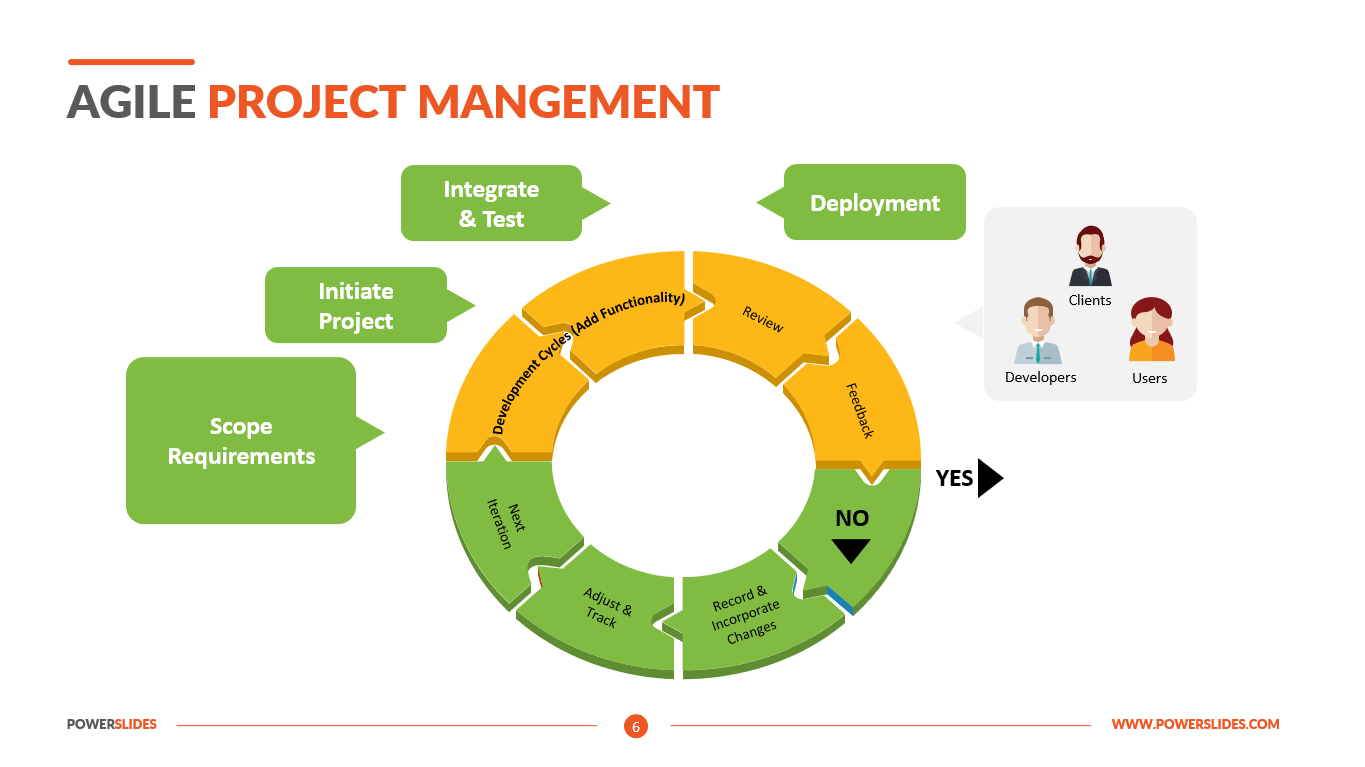 AGILE PROJECT MANGEMENT
Integrate
& Test
Deployment
Initiate
Project
Scope
Requirements
Clients
Developers
Users
Development Cycles (Add Functionality)
Review
Feedback
YES
NO
Record &
Incorporate
Changes
Adjust &
Track
Next
Iteration
POWERSLIDES
6
WWW.POWERSLIDES.COM